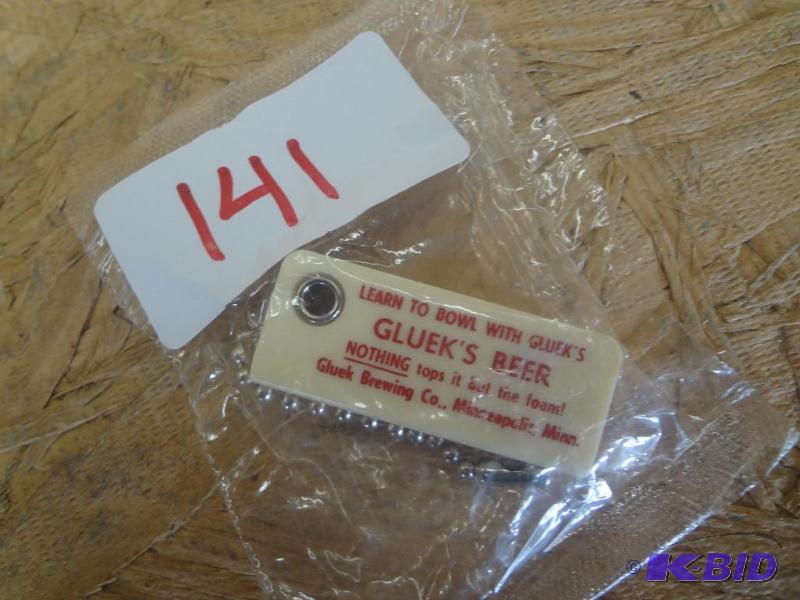 141
LEARN TO BOWL WITH GLUEK'S
GLUEK'S BEER
NOTHING tops it but the foam!
Gluek Brewing Co., Minneapolis, Minn.
© K-BID